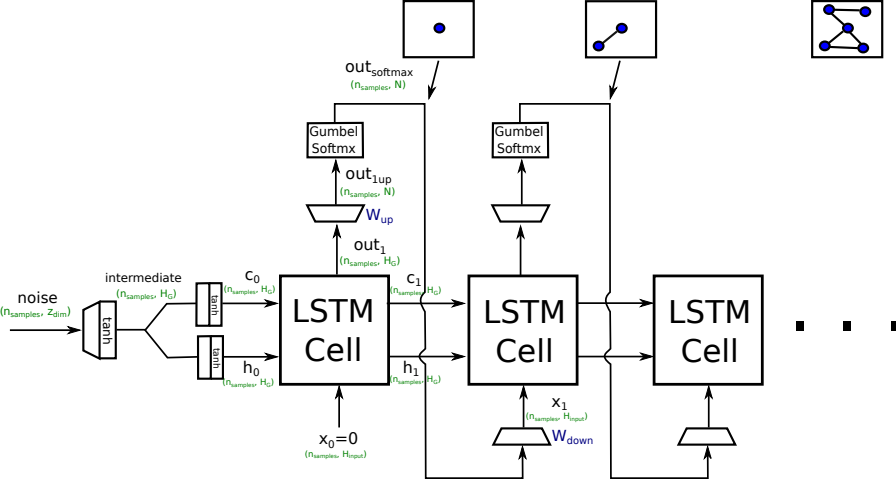 out_softmax
(n_samples, N)
Gumbel
Softmx
Gumbel
Softmx
out_1up
(n_samples, N)
W_up
out_1
(n_samples, H_G)
intermediate
(n_samples, H_G)
noise
(n_samples, z_dim)
tanh
tanh
tanh
c_0
(n_samples, H_G)
h_0
(n_samples, H_G)
LSTM
Cell
c_1
(n_samples, H_G)
h_1
(n_samples, H_G)
LSTM
Cell
LSTM
Cell
x_0=0
(n_samples, H_input)
x_1
(n_samples, H_input)
W_down